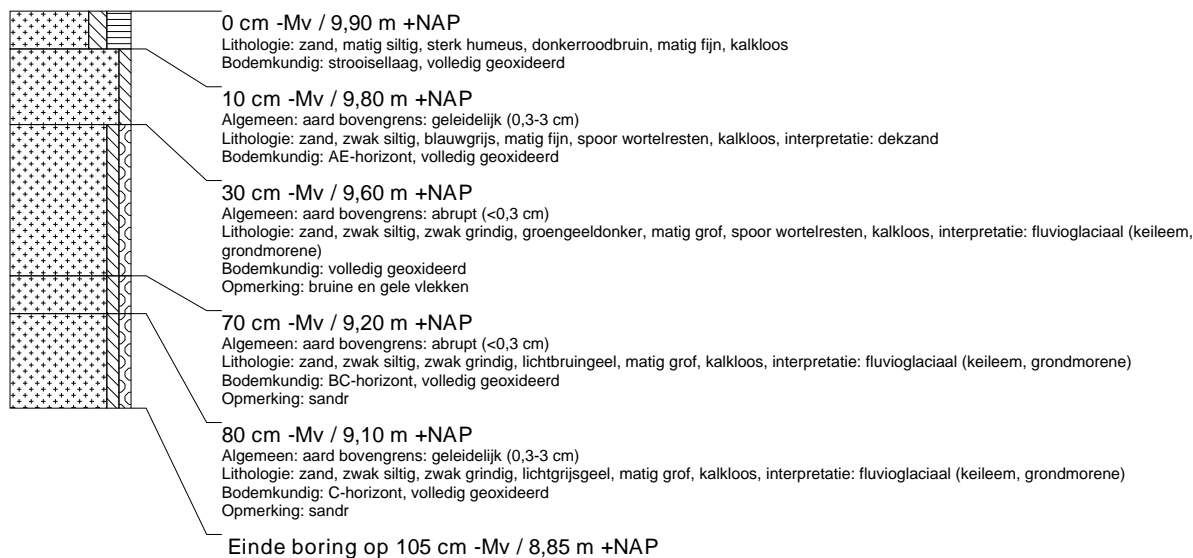 0 cm -Mv / 9,90 m +NAP
Lithologie: zand, matig siltig, sterk humeus, donkerroodbruin, matig fijn, kalkloos
Bodemkundig: strooisellaag, volledig geoxideerd
10 cm -Mv / 9,80 m +NAP
Algemeen: aard bovengrens: geleidelijk (0,3-3 cm)
Lithologie: zand, zwak siltig, blauwgrijs, matig fijn, spoor wortelresten, kalkloos, interpretatie: dekzand
Bodemkundig: AE-horizont, volledig geoxideerd
30 cm -Mv / 9,60 m +NAP
Algemeen: aard bovengrens: abrupt (<0,3 cm)
Lithologie: zand, zwak siltig, zwak grindig, groengeeldonker, matig grof, spoor wortelresten, kalkloos, interpretatie: fluvioglaciaal (keileem,
grondmorene)
Bodemkundig: volledig geoxideerd
Opmerking: bruine en gele vlekken
70 cm -Mv / 9,20 m +NAP
Algemeen: aard bovengrens: abrupt (<0,3 cm)
Lithologie: zand, zwak siltig, zwak grindig, lichtbruingeel, matig grof, kalkloos, interpretatie: fluvioglaciaal (keileem, grondmorene)
Bodemkundig: BC-horizont, volledig geoxideerd
Opmerking: sandr
80 cm -Mv / 9,10 m +NAP
Algemeen: aard bovengrens: geleidelijk (0,3-3 cm)
Lithologie: zand, zwak siltig, zwak grindig, lichtgrijsgeel, matig grof, kalkloos, interpretatie: fluvioglaciaal (keileem, grondmorene)
Bodemkundig: C-horizont, volledig geoxideerd
Opmerking: sandr
Einde boring op 105 cm -Mv / 8,85 m +NAP